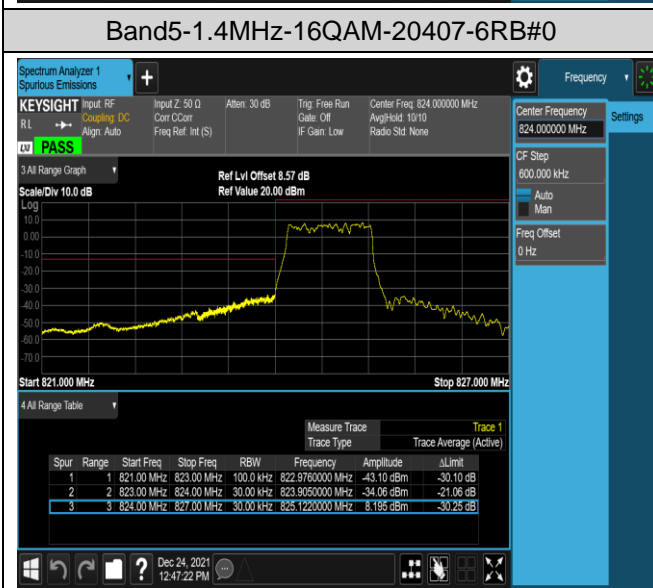 Band5-1.4MHz-16QAM-20407-6RB#0
Spectrum Analyzer 1
Spurious Emissions
+
Frequency
KEYSIGHT Input: RF Input Z: 50 Ω Atten: 30 dB Trig: Free Run Center Freq: 824.000000 MHz
RL Coupling: DC Corr CCorr Gate: Off Avg|Hold: 10/10
Align: Auto Freq Ref: Int (S) IF Gain: Low Radio Std: None
LXI PASS
Center Frequency
824.000000 MHz
Settings
CF Step
600.000 kHz
Auto
Man
Freq Offset
0 Hz
3 All Range Graph
Ref Lvl Offset 8.57 dB
Scale/Div 10.0 dB Ref Value 20.00 dBm
Log
10.0
0.00
-10.0
-20.0
-30.0
-40.0
-50.0
-60.0
-70.0
Start 821.000 MHz Stop 827.000 MHz
4 All Range Table
Measure Trace Trace 1
Trace Type Trace Average (Active)
Spur Range Start Freq Stop Freq RBW Frequency Amplitude ΔLimit
1 1 821.00 MHz 823.00 MHz 100.0 kHz 822.9760000 MHz -43.10 dBm -30.10 dB
2 2 823.00 MHz 824.00 MHz 30.00 kHz 823.9050000 MHz -34.06 dBm -21.06 dB
3 3 824.00 MHz 827.00 MHz 30.00 kHz 825.1220000 MHz 8.195 dBm -30.25 dB
Dec 24, 2021
12:47:22 PM